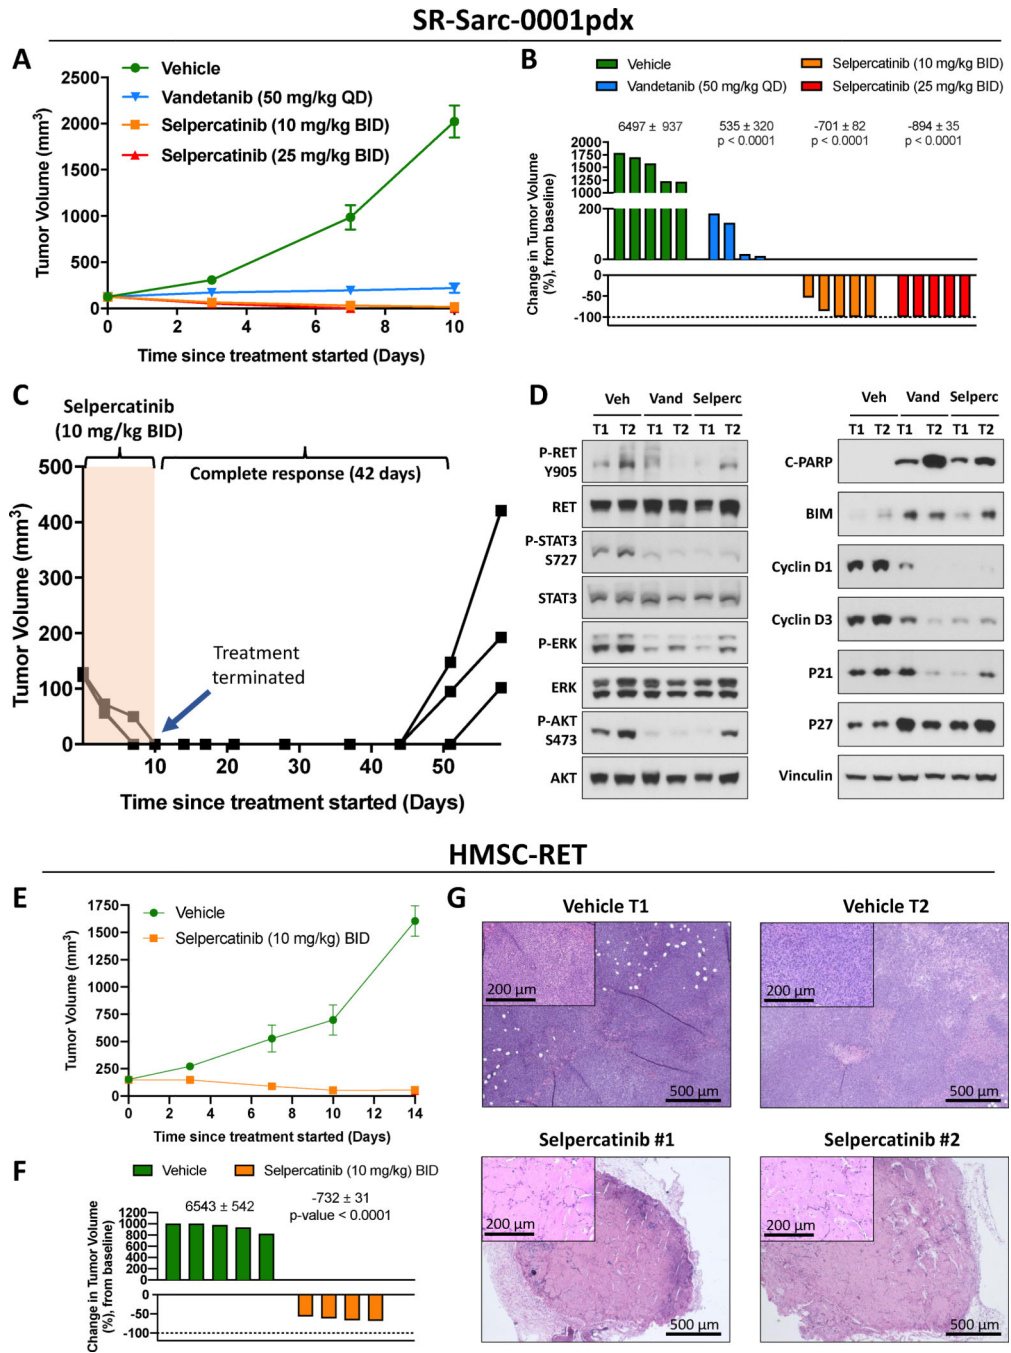 SR-Sarc-0001pdx
A
Vehicle
Vandetanib (50 mg/kg QD)
Selpercatinib (10 mg/kg BID)
Selpercatinib (25 mg/kg BID)
Tumor Volume (mm³)
2500
2000
1500
1000
500
0
0 2 4 6 8 10
Time since treatment started (Days)
B
Vehicle
Vandetanib (50 mg/kg QD)
Selpercatinib (10 mg/kg BID)
Selpercatinib (25 mg/kg BID)
6497 ± 937
535 ± 320
p < 0.0001
-701 ± 82
p < 0.0001
-894 ± 35
p < 0.0001
Change in Tumor Volume
(%), from baseline)
2000
1750
1500
1250
1000
200
0
0
-50
-100
C
Selpercatinib
(10 mg/kg BID)
Complete response (42 days)
Treatment
terminated
Tumor Volume (mm³)
500
400
300
200
100
0
10 20 30 40 50
Time since treatment started (Days)
D
Veh Vand Selperc
T1 T2 T1 T2 T1 T2
P-RET
Y905
RET
P-STAT3
S727
STAT3
P-ERK
ERK
P-AKT
S473
AKT
Veh Vand Selperc
T1 T2 T1 T2 T1 T2
C-PARP
BIM
Cyclin D1
Cyclin D3
P21
P27
Vinculin
HMSC-RET
E
Vehicle
Selpercatinib (10 mg/kg) BID
Tumor Volume (mm³)
1750
1500
1250
1000
750
500
250
0
0 2 4 6 8 10 12 14
Time since treatment started (Days)
F
Vehicle
Selpercatinib (10 mg/kg) BID
6543 ± 542
-732 ± 31
p-value < 0.0001
Change in Tumor Volume
(%), from baseline)
1200
1000
800
600
400
200
0
0
-50
-100
G
Vehicle T1
200 µm
500 µm
Vehicle T2
200 µm
500 µm
Selpercatinib #1
200 µm
500 µm
Selpercatinib #2
200 µm
500 µm